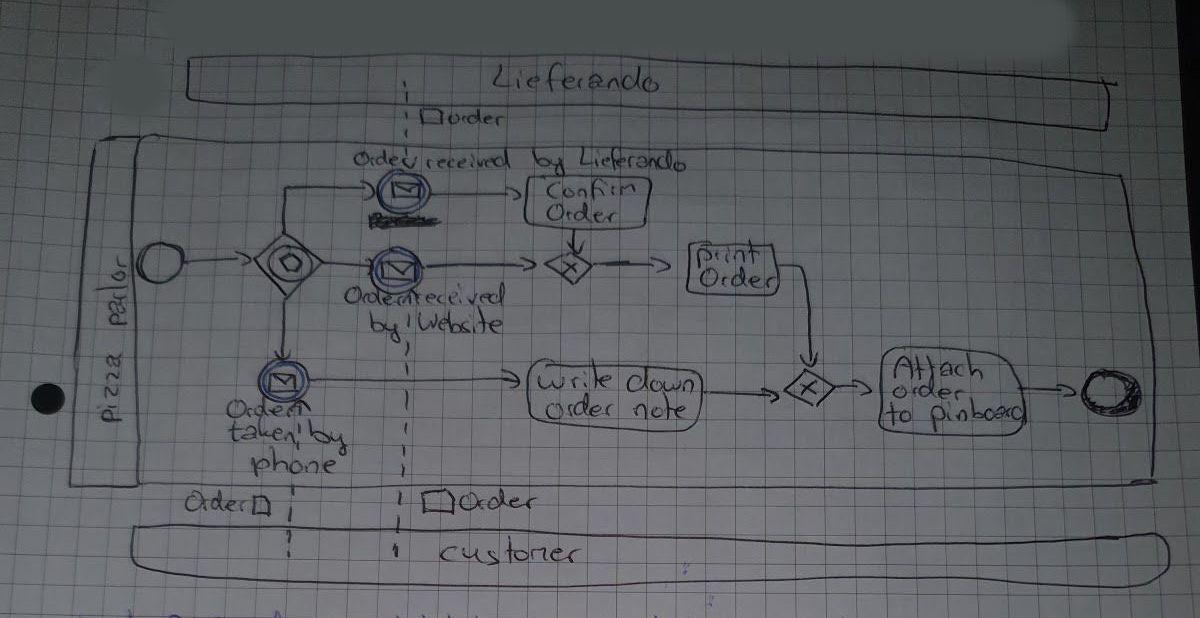 Lieferando
order
Order received by Lieferando
Confirm
Order
print
Order
Order received
by Website
pizza parlor
Write down
order note
Attach
order
to pinboard
Order
taken by
phone
Order
Order
customer